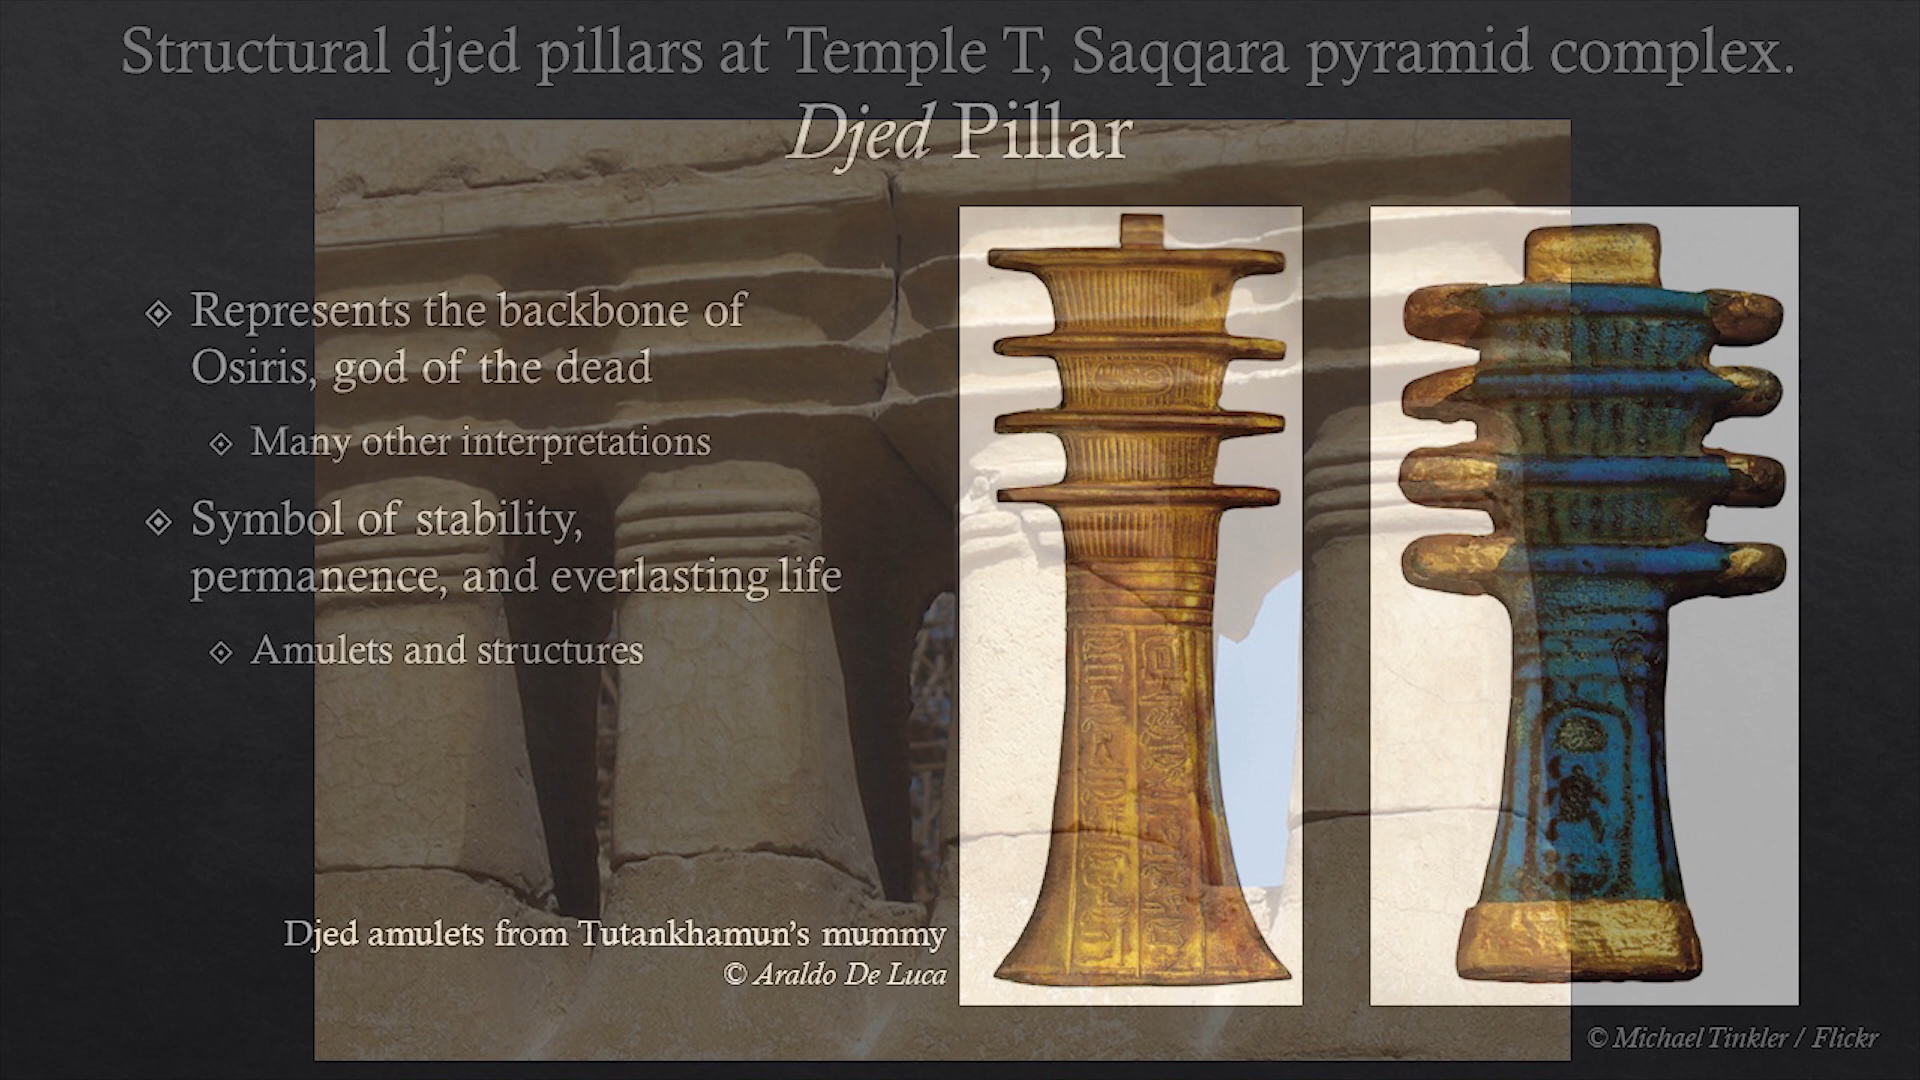 Structural djed pillars at Temple T, Saqqara pyramid complex.
Djed Pillar
Represents the backbone of
Osiris, god of the dead
Many other interpretations
Symbol of stability,
permanence, and everlasting life
Amulets and structures
Djed amulets from Tutankhamun's mummy
© Araldo De Luca
© Michael Tinkler / Flickr